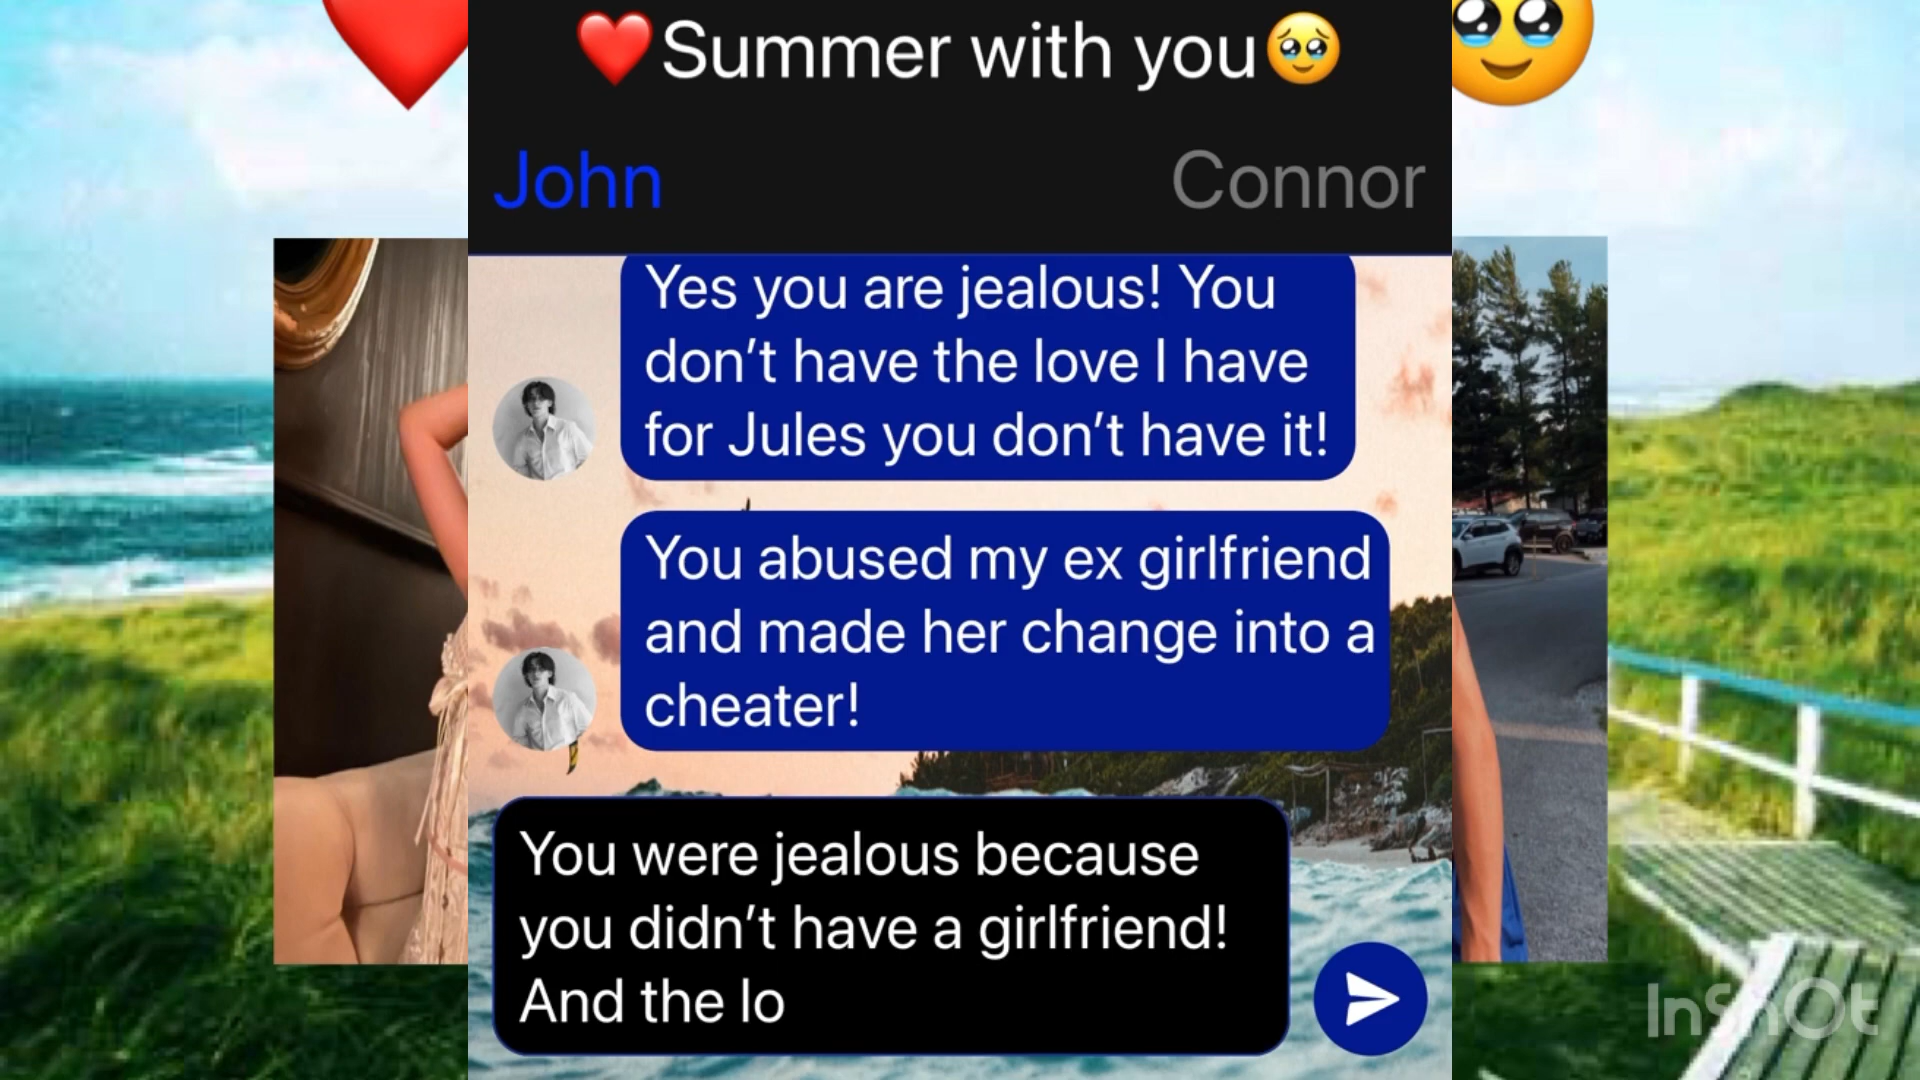 ❤️Summer with you🥹
John Connor
Yes you are jealous! You
don’t have the love I have
for Jules you don’t have it!
You abused my ex girlfriend
and made her change into a
cheater!
You were jealous because
you didn’t have a girlfriend!
And the lo
InShOt